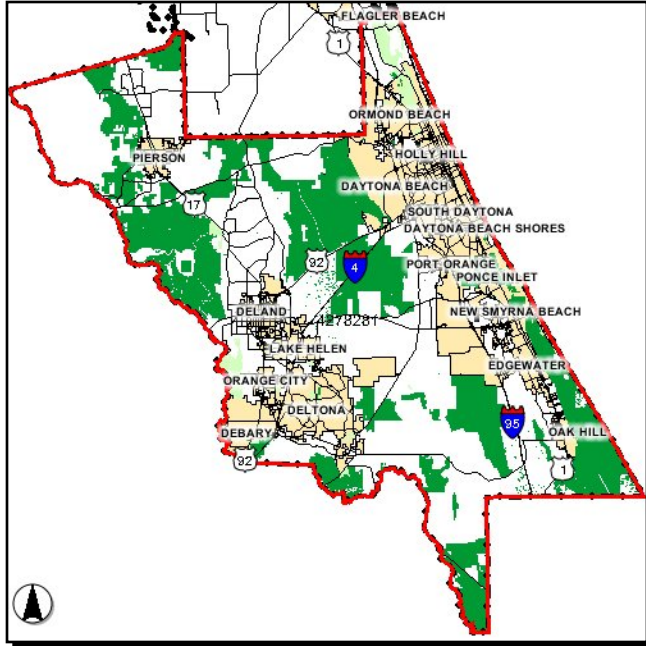 FLAGLER BEACH
1
ORMOND BEACH
HOLLY HILL
PIERSON
DAYTONA BEACH
17
SOUTH DAYTONA
DAYTONA BEACH SHORES
92
4
PORT ORANGE
PONCE INLET
DELAND
NEW SMYRNA BEACH
LAKE HELEN
EDGEWATER
ORANGE CITY
DELTONA
95
DEBARY
OAK HILL
92
1